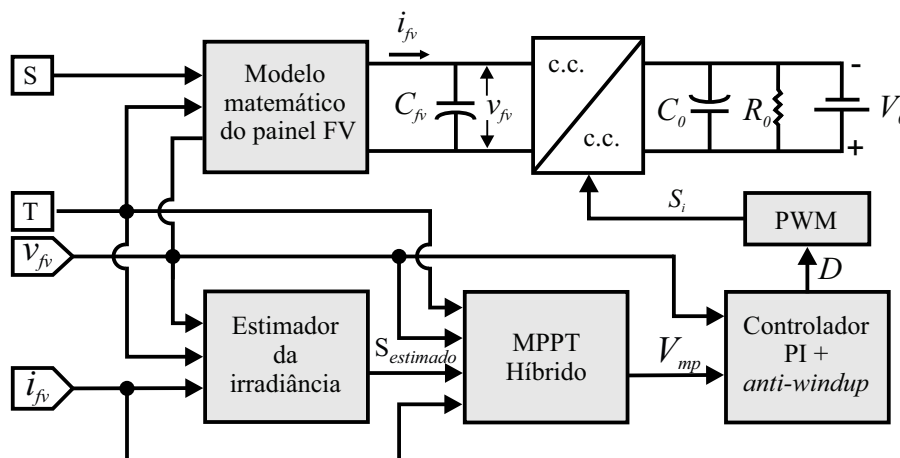 S
Modelo
matemático
do painel FV
i_fv
C_fv
v_fv
c.c.
c.c.
C_0
R_0
-
+
T
v_fv
S_i
PWM
D
Estimador
da
irradiância
S_estimado
MPPT
Híbrido
V_mp
Controlador
PI +
anti-windup
i_fv